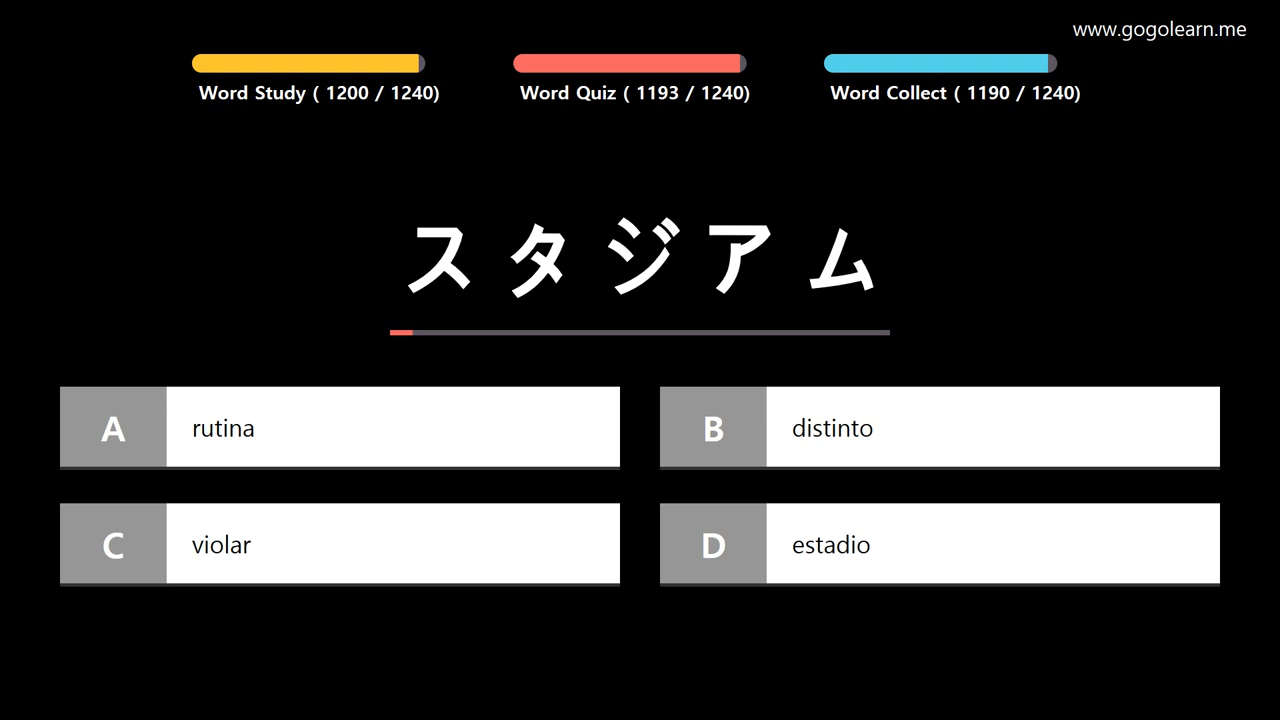 www.gogolearn.me
Word Study ( 1200 / 1240)
Word Quiz ( 1193 / 1240)
Word Collect ( 1190 / 1240)
スタジアム
A rutina
B distinto
C violar
D estadio